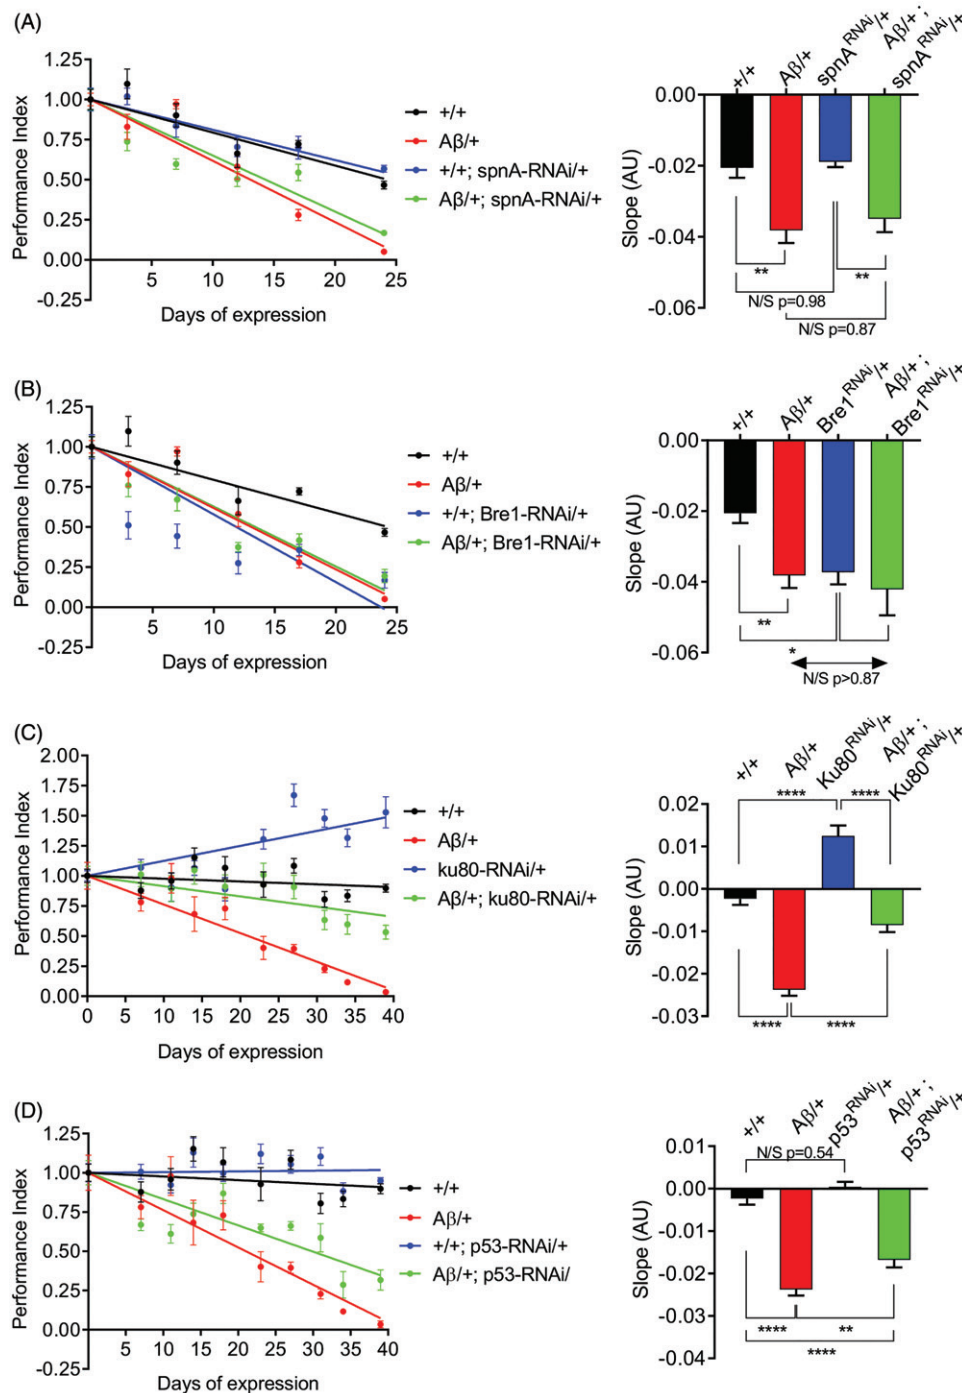 (A)
1.25
1.00
0.75
0.50
0.25
0.00
-0.25
Performance Index
5
10
15
20
25
Days of expression
+/+
Aβ/+
+/+; spnA-RNAi/+
Aβ/+; spnA-RNAi/+
+/+
Aβ/+
spnA^RNAi/+
Aβ/+; spnA^RNAi/+
0.00
-0.02
-0.04
-0.06
Slope (AU)
**
**
N/S p=0.98
N/S p=0.87
(B)
1.25
1.00
0.75
0.50
0.25
0.00
-0.25
Performance Index
5
10
15
20
25
Days of expression
+/+
Aβ/+
+/+; Bre1-RNAi/+
Aβ/+; Bre1-RNAi/+
+/+
Aβ/+
Bre1^RNAi/+
Aβ/+; Bre1^RNAi/+
0.00
-0.02
-0.04
-0.06
Slope (AU)
**
*
N/S p>0.87
(C)
2.00
1.75
1.50
1.25
1.00
0.75
0.50
0.25
0.00
Performance Index
0
5
10
15
20
25
30
35
40
Days of expression
+/+
Aβ/+
ku80-RNAi/+
Aβ/+; ku80-RNAi/+
+/+
Aβ/+
Ku80^RNAi/+
Aβ/+; Ku80^RNAi/+
0.02
0.01
0.00
-0.01
-0.02
-0.03
Slope (AU)
****
****
****
****
(D)
1.25
1.00
0.75
0.50
0.25
0.00
-0.25
Performance Index
5
10
15
20
25
30
35
40
Days of expression
+/+
Aβ/+
+/+; p53-RNAi/+
Aβ/+; p53-RNAi/
+/+
Aβ/+
p53^RNAi/+
Aβ/+; p53^RNAi/+
0.01
0.00
-0.01
-0.02
-0.03
-0.04
Slope (AU)
N/S p=0.54
****
**
****